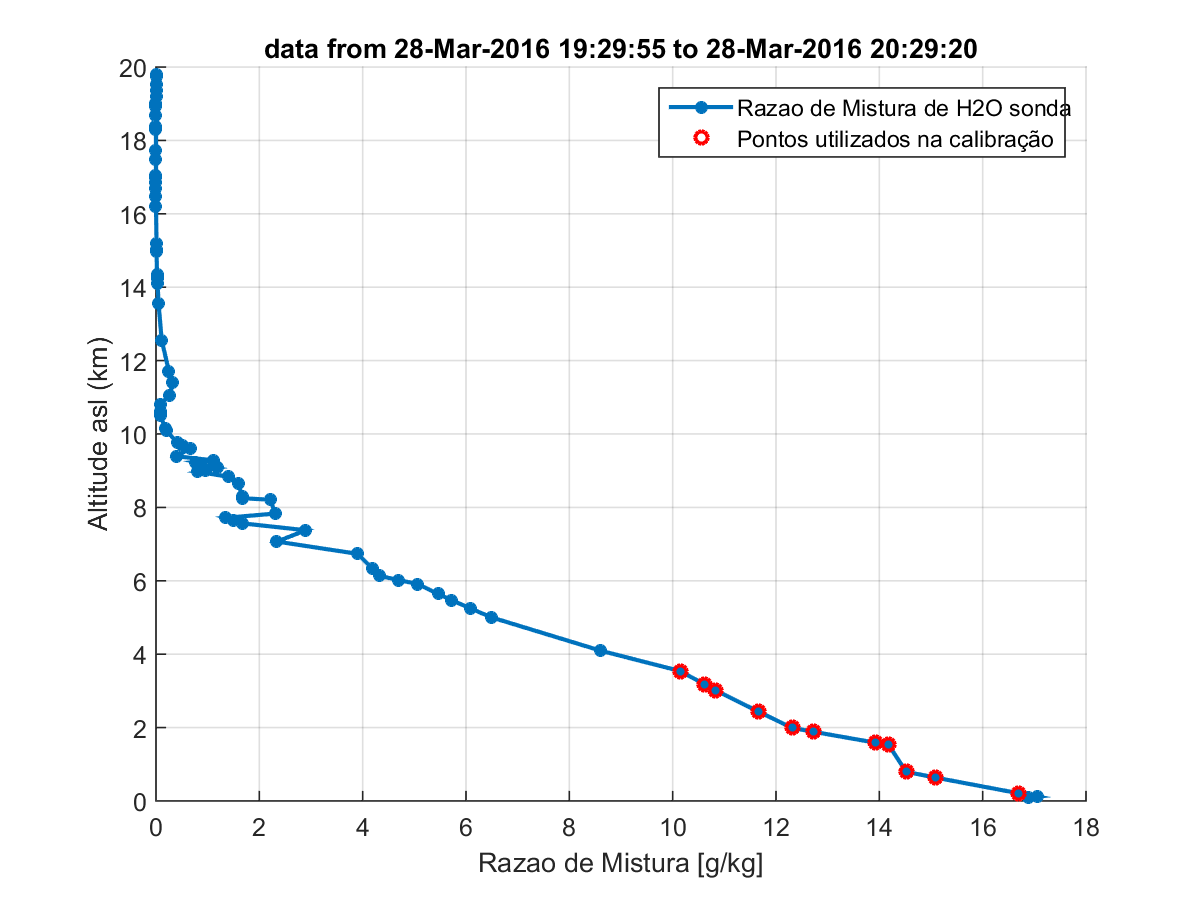 data from 28-Mar-2016 19:29:55 to 28-Mar-2016 20:29:20
Razao de Mistura de H2O sonda
Pontos utilizados na calibração
20
18
16
14
12
10
8
6
4
2
0
Altitude asl (km)
0 2 4 6 8 10 12 14 16 18
Razao de Mistura [g/kg]